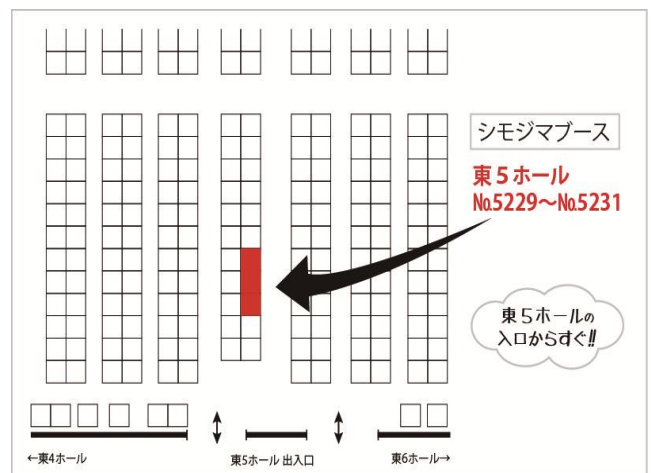 シモジマブース
東5ホール
№5229～№5231
東5ホールの
入口からすぐ!!
←東4ホール
東5ホール 出入口
東6ホール→